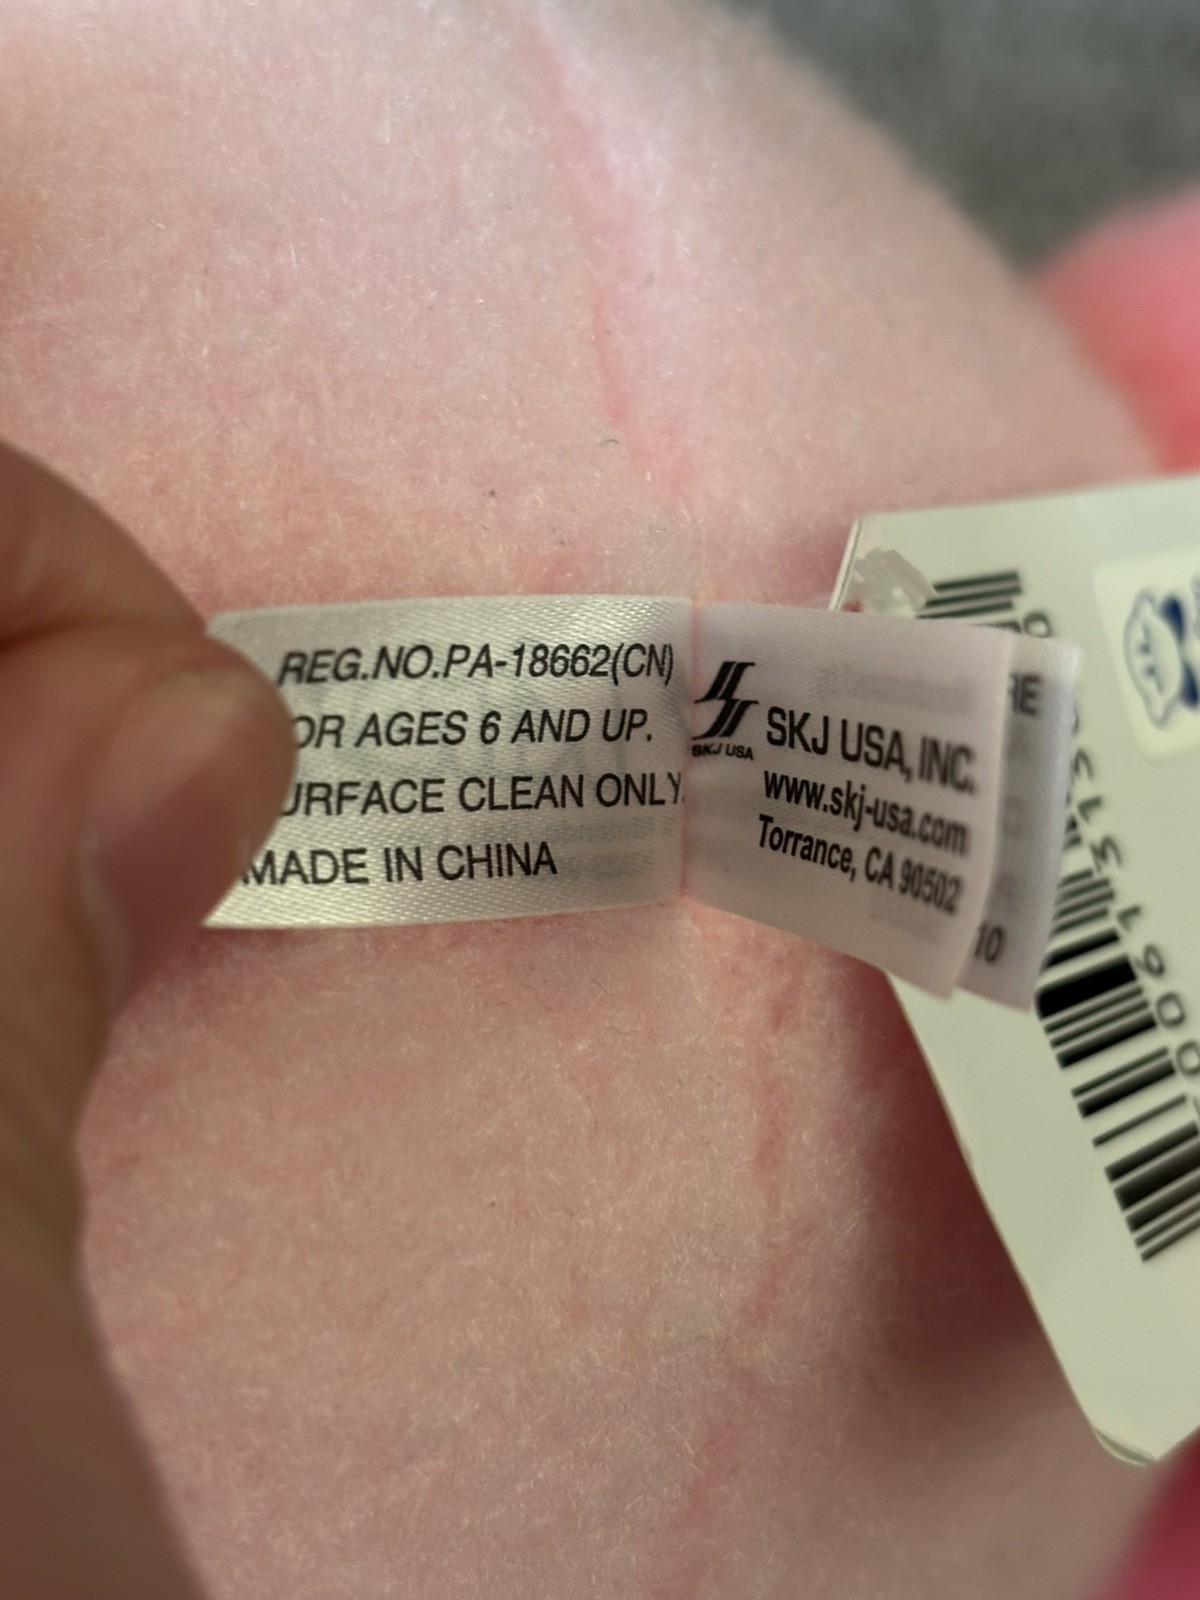 REG.NO.PA-18662(CN)
OR AGES 6 AND UP.
URFACE CLEAN ONLY.
MADE IN CHINA
SKJ USA
SKJ USA, INC.
www.skj-usa.com
Torrance, CA 90502
10